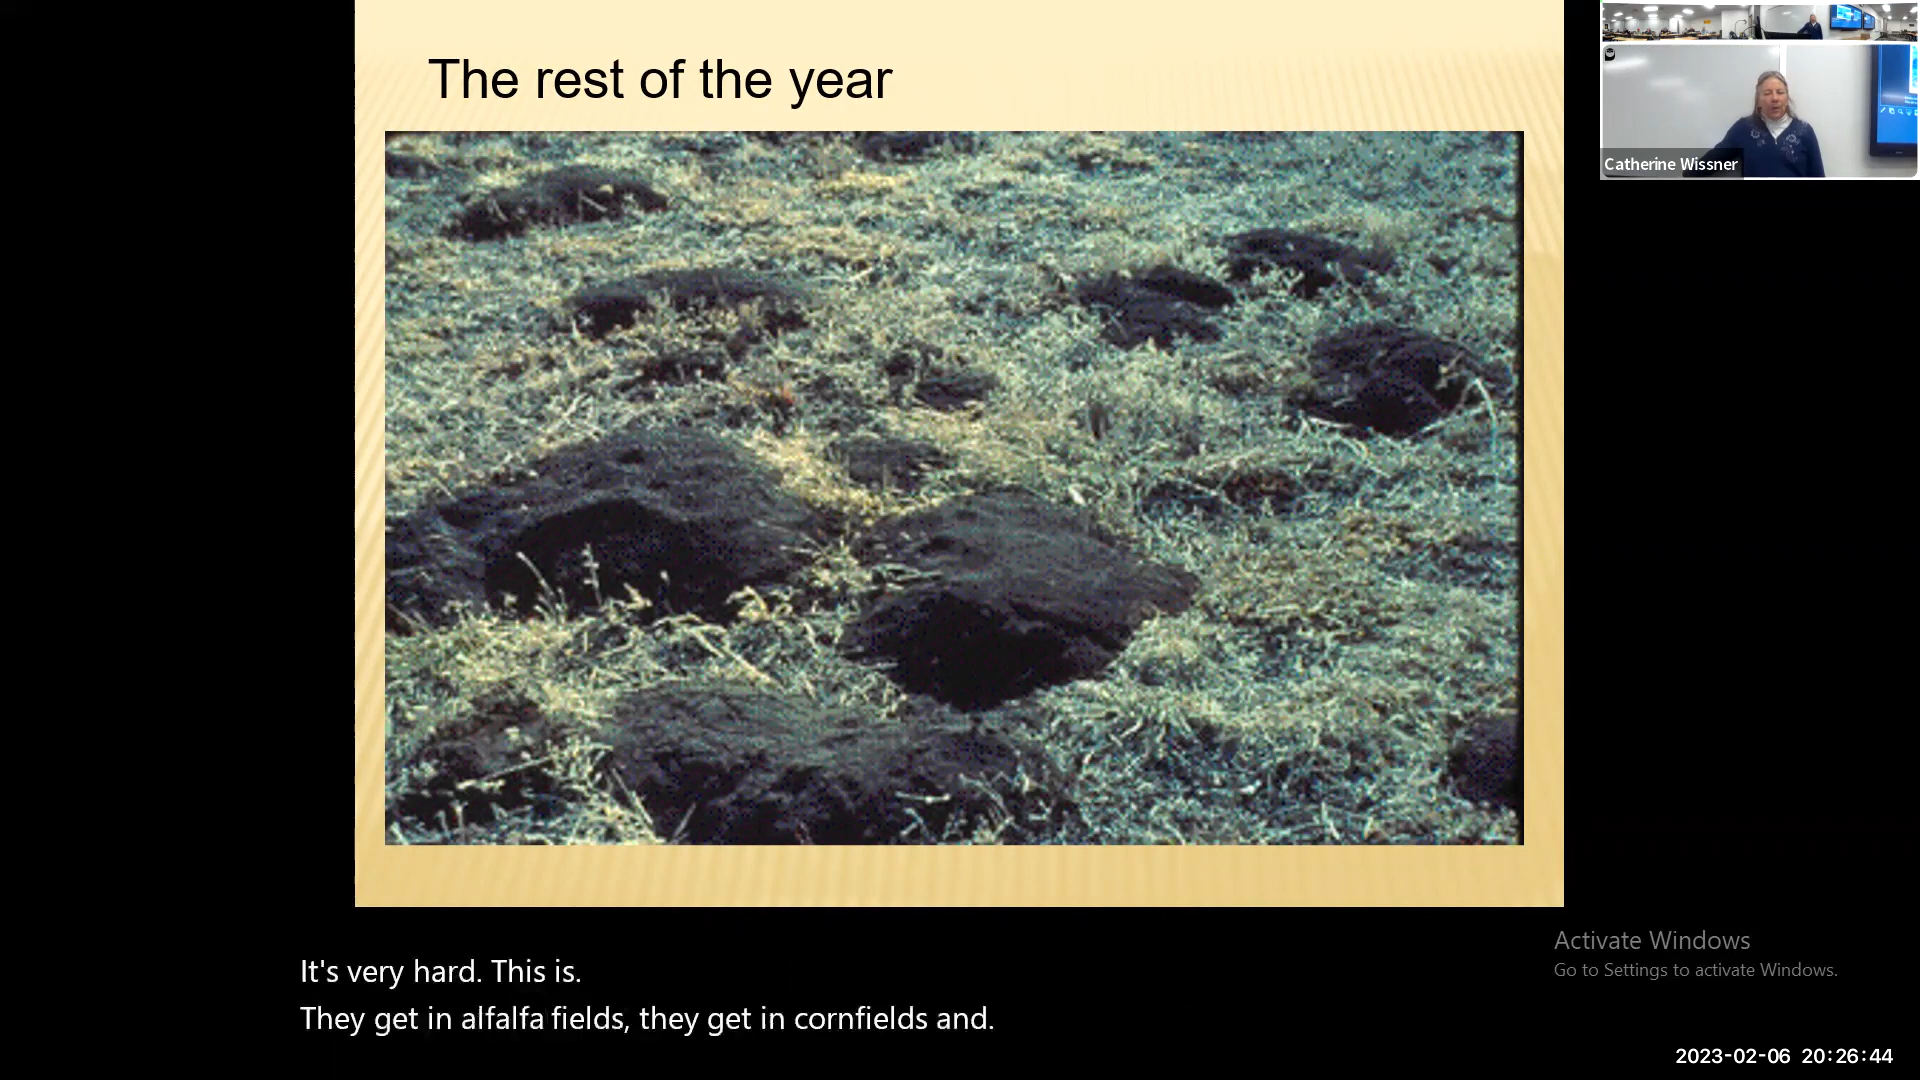 The rest of the year
Catherine Wissner
It's very hard. This is.
They get in alfalfa fields, they get in cornfields and.
Activate Windows
Go to Settings to activate Windows.
2023-02-06 20:26:44